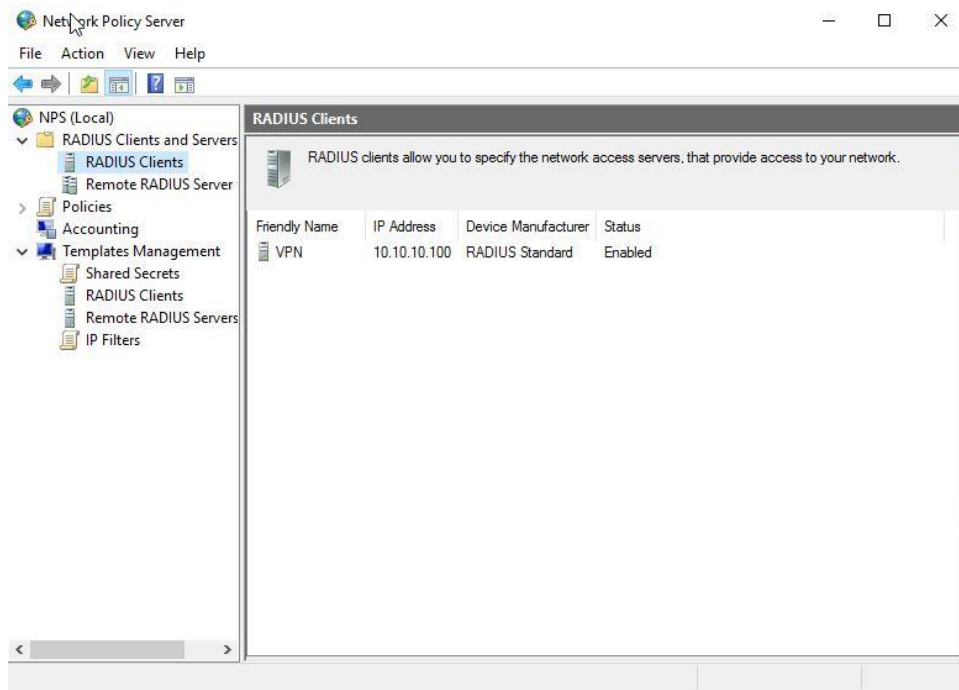 Network Policy Server
File Action View Help
NPS (Local)
RADIUS Clients and Servers
RADIUS Clients
Remote RADIUS Server
Policies
Accounting
Templates Management
Shared Secrets
RADIUS Clients
Remote RADIUS Servers
IP Filters
RADIUS Clients
RADIUS clients allow you to specify the network access servers, that provide access to your network.
Friendly Name IP Address Device Manufacturer Status
VPN 10.10.10.100 RADIUS Standard Enabled